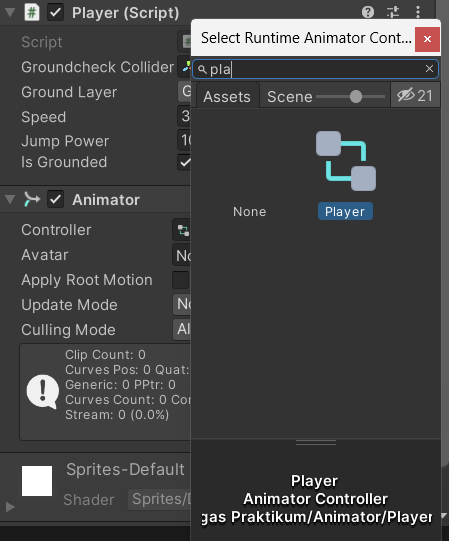 Player (Script)
Script
Groundcheck Collider
Ground Layer
Speed
3
Jump Power
10
Is Grounded
Animator
Controller
Avatar
No
Apply Root Motion
Update Mode
No
Culling Mode
Al
Clip Count: 0
Curves Pos: 0 Quat:
Generic: 0 PPtr: 0
Curves Count: 0 Con
Stream: 0 (0.0%)
Sprites-Default
Shader
Sprites/D
Select Runtime Animator Cont...
pla
Assets
Scene
21
None
Player
Player
Animator Controller
gas Praktikum/Animator/Player